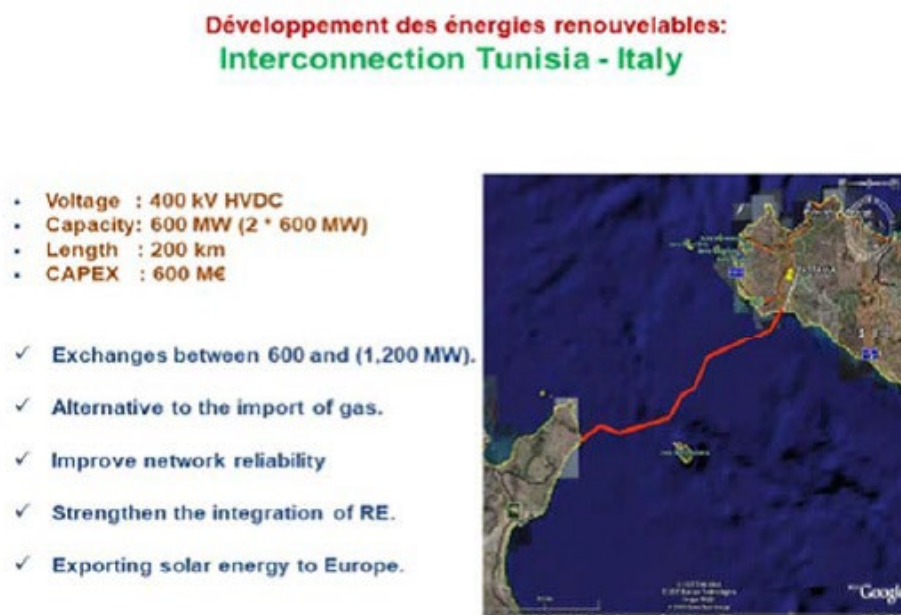 Développement des énergies renouvelables:
Interconnection Tunisia - Italy
Voltage : 400 kV HVDC
Capacity: 600 MW (2 * 600 MW)
Length : 200 km
CAPEX : 600 M€
Exchanges between 600 and (1,200 MW).
Alternative to the import of gas.
Improve network reliability
Strengthen the integration of RE.
Exporting solar energy to Europe.
Google